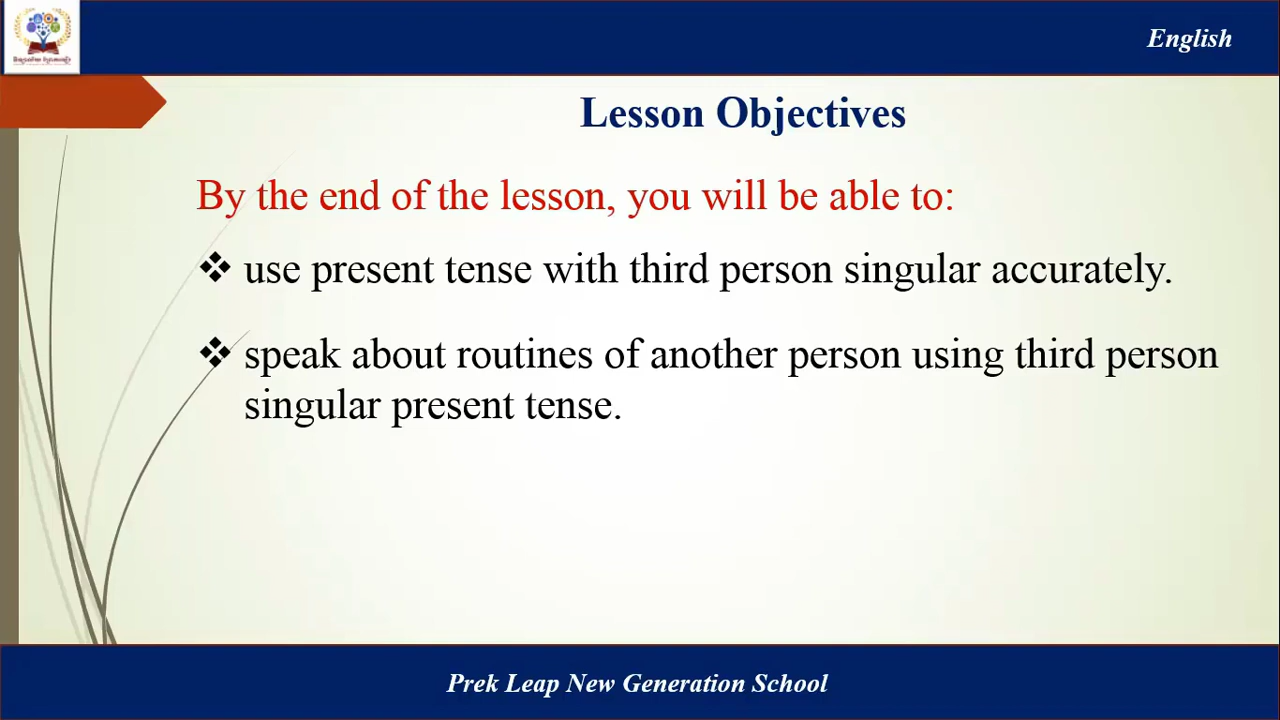 English
Lesson Objectives
By the end of the lesson, you will be able to:
❖ use present tense with third person singular accurately.
❖ speak about routines of another person using third person
singular present tense.
Prek Leap New Generation School